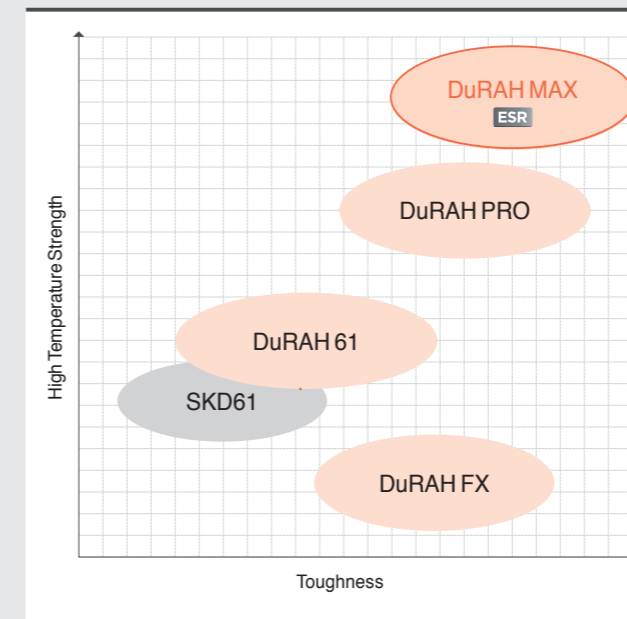 DuRAH MAX
ESR
DuRAH PRO
High Temperature Strength
DuRAH 61
SKD61
DuRAH FX
Toughness